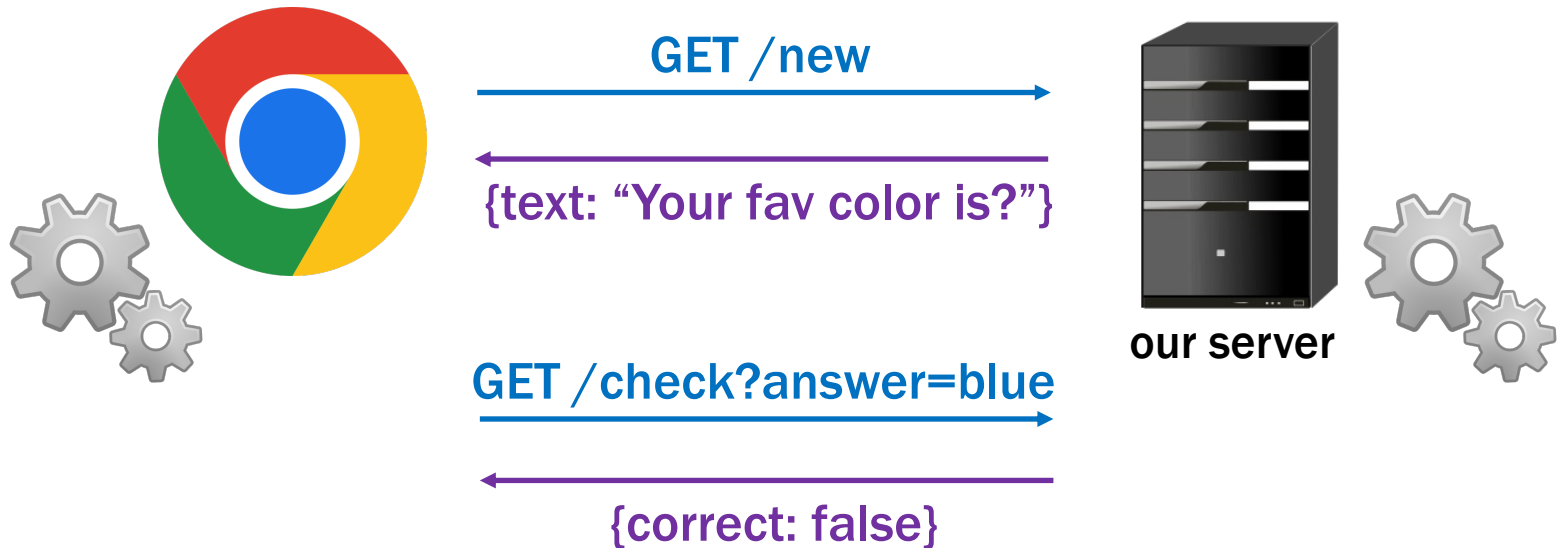 GET /new
{text: “Your fav color is?”}
our server
GET /check?answer=blue
{correct: false}